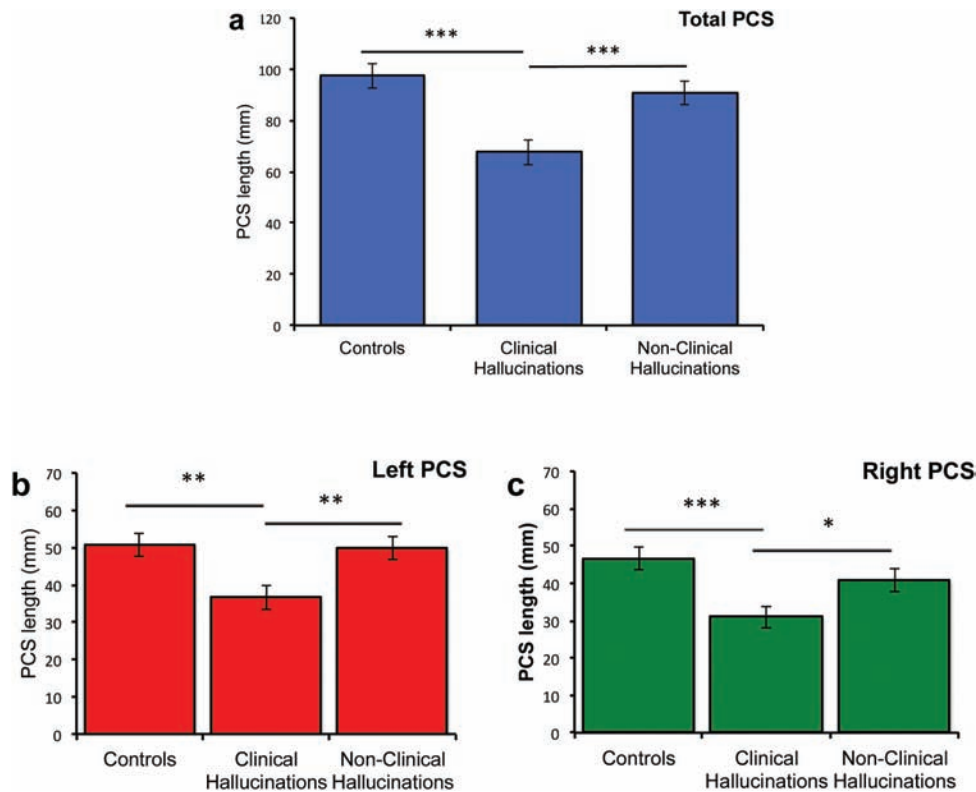 a
Total PCS
120
100
80
60
40
20
0
PCS length (mm)
***
***
Controls
Clinical
Hallucinations
Non-Clinical
Hallucinations
b
Left PCS
70
60
50
40
30
20
10
0
PCS length (mm)
**
**
Controls
Clinical
Hallucinations
Non-Clinical
Hallucinations
c
Right PCS
70
60
50
40
30
20
10
0
PCS length (mm)
***
*
Controls
Clinical
Hallucinations
Non-Clinical
Hallucinations